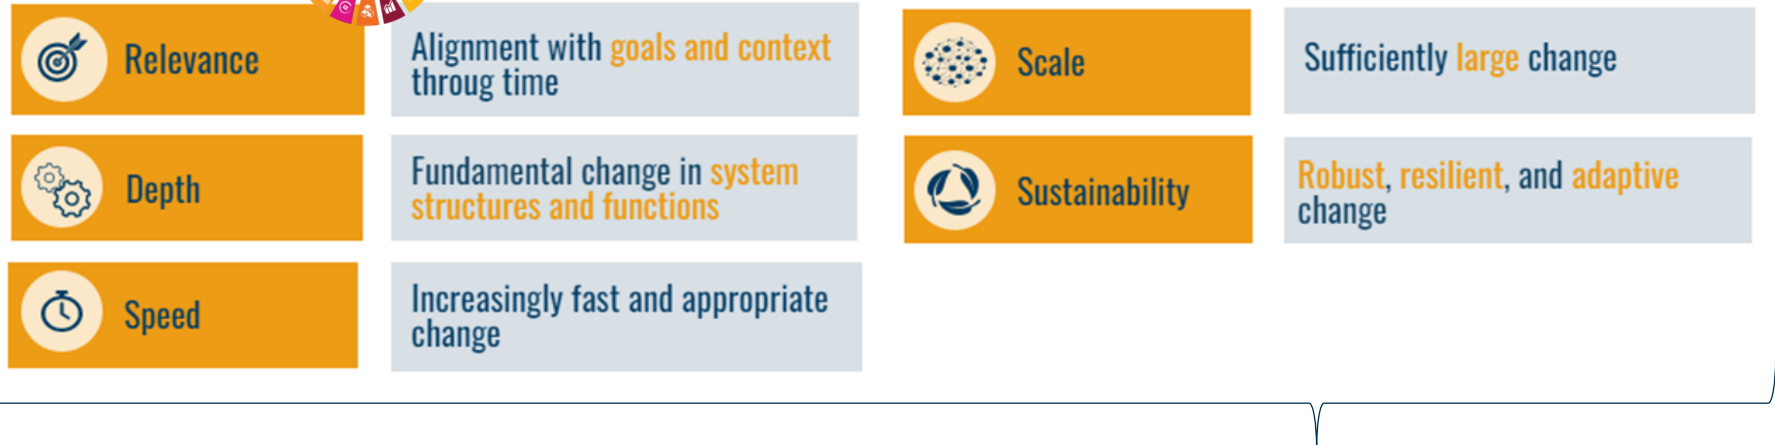 Relevance
Alignment with goals and context
throug time
Depth
Fundamental change in system
structures and functions
Speed
Increasingly fast and appropriate
change
Scale
Sufficiently large change
Sustainability
Robust, resilient, and adaptive
change